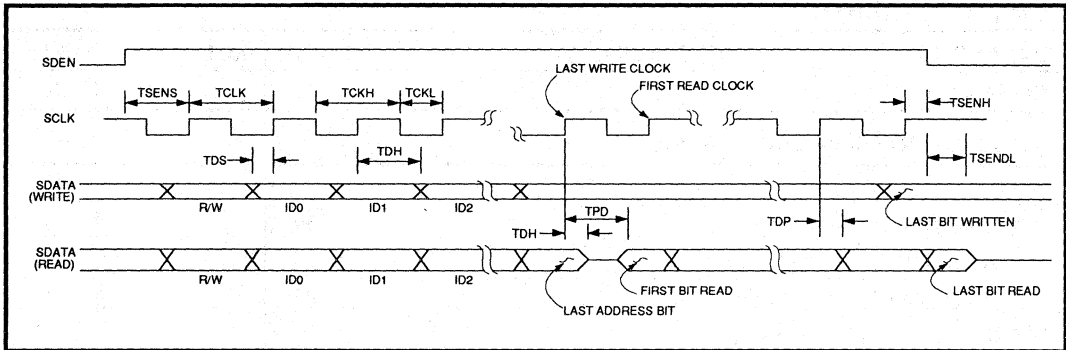 SDEN
LAST WRITE CLOCK
FIRST READ CLOCK
TSENS
TCLK
TCKH
TCKL
TSENH
SCLK
TSENDL
TDS
TDH
SDATA
(WRITE)
R/W
ID0
ID1
ID2
TPD
TDH
TDP
LAST BIT WRITTEN
SDATA
(READ)
R/W
ID0
ID1
ID2
FIRST BIT READ
LAST BIT READ
LAST ADDRESS BIT